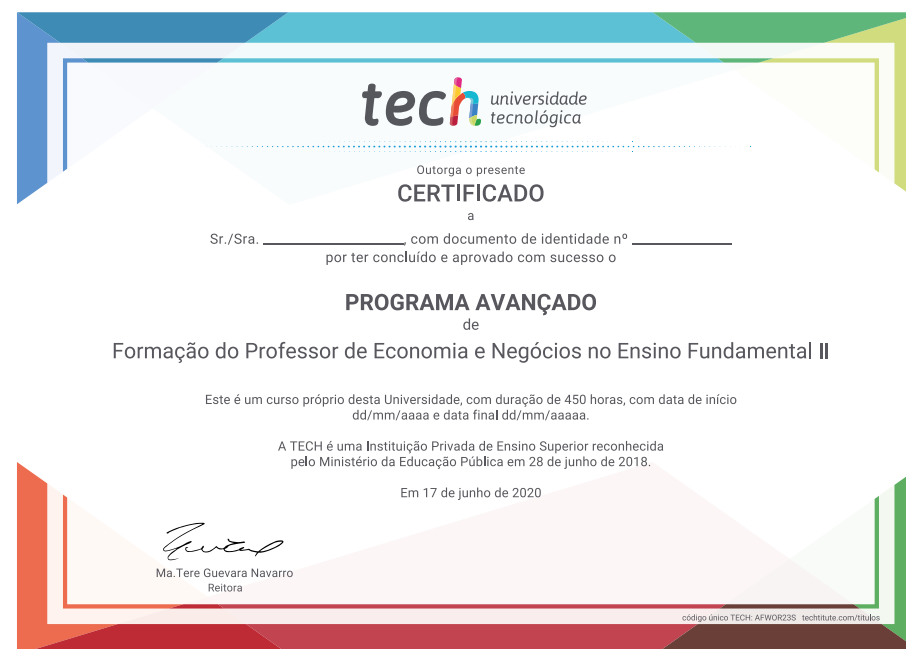 tech universidade
tecnológica
Outorga o presente
CERTIFICADO
a
Sr./Sra. ____________, com documento de identidade nº ____________
por ter concluído e aprovado com sucesso o
PROGRAMA AVANÇADO
de
Formação do Professor de Economia e Negócios no Ensino Fundamental II
Este é um curso próprio desta Universidade, com duração de 450 horas, com data de início
dd/mm/aaaa e data final dd/mm/aaaaa.
A TECH é uma Instituição Privada de Ensino Superior reconhecida
pelo Ministério da Educação Pública em 28 de junho de 2018.
Em 17 de junho de 2020
Ma.Tere Guevara Navarro
Reitora
código único TECH: AFWOR23S techtitute.com/titulos